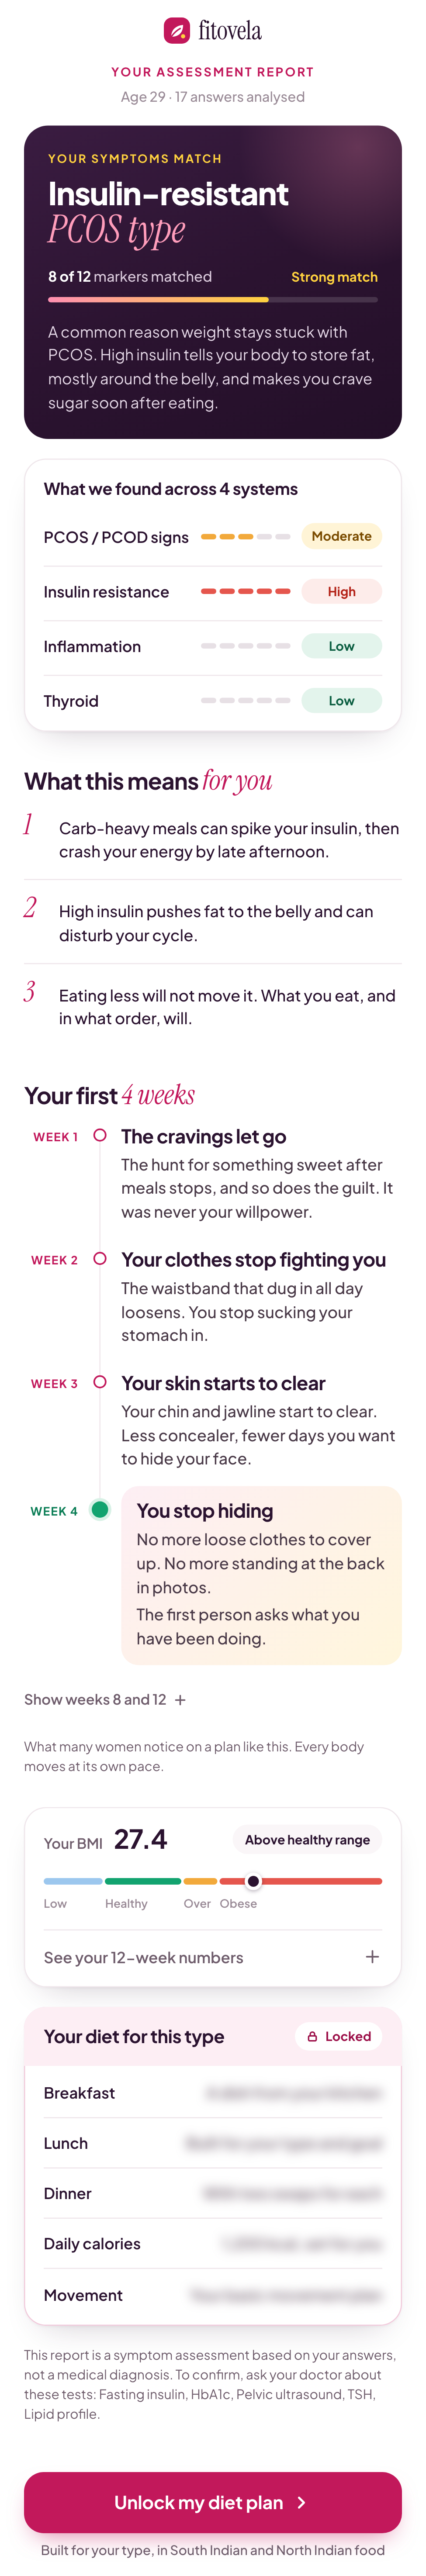 fitovela
YOUR ASSESSMENT REPORT
Age 29 · 17 answers analysed
YOUR SYMPTOMS MATCH
Insulin-resistant
PCOS type
8 of 12 markers matched
Strong match
A common reason weight stays stuck with
PCOS. High insulin tells your body to store fat,
mostly around the belly, and makes you crave
sugar soon after eating.
What we found across 4 systems
PCOS / PCOD signs
Moderate
Insulin resistance
High
Inflammation
Low
Thyroid
Low
What this means for you
1
Carb-heavy meals can spike your insulin, then
crash your energy by late afternoon.
2
High insulin pushes fat to the belly and can
disturb your cycle.
3
Eating less will not move it. What you eat, and
in what order, will.
Your first 4 weeks
WEEK 1
The cravings let go
The hunt for something sweet after
meals stops, and so does the guilt. It
was never your willpower.
WEEK 2
Your clothes stop fighting you
The waistband that dug in all day
loosens. You stop sucking your
stomach in.
WEEK 3
Your skin starts to clear
Your chin and jawline start to clear.
Less concealer, fewer days you want
to hide your face.
WEEK 4
You stop hiding
No more loose clothes to cover
up. No more standing at the back
in photos.
The first person asks what you
have been doing.
Show weeks 8 and 12 +
What many women notice on a plan like this. Every body
moves at its own pace.
Your BMI 27.4
Above healthy range
Low Healthy Over Obese
See your 12-week numbers +
Your diet for this type
Locked
Breakfast
Lunch
Dinner
Daily calories
Movement
This report is a symptom assessment based on your answers,
not a medical diagnosis. To confirm, ask your doctor about
these tests: Fasting insulin, HbA1c, Pelvic ultrasound, TSH,
Lipid profile.
Unlock my diet plan
Built for your type, in South Indian and North Indian food